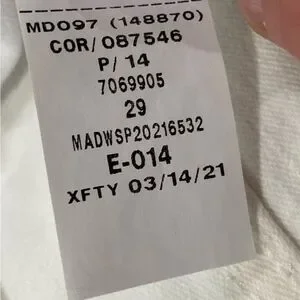 MD097 (148870)
COR/087546
P/14
7069905
29
MADWSP20216532
E-014
XFTY 03/14/21